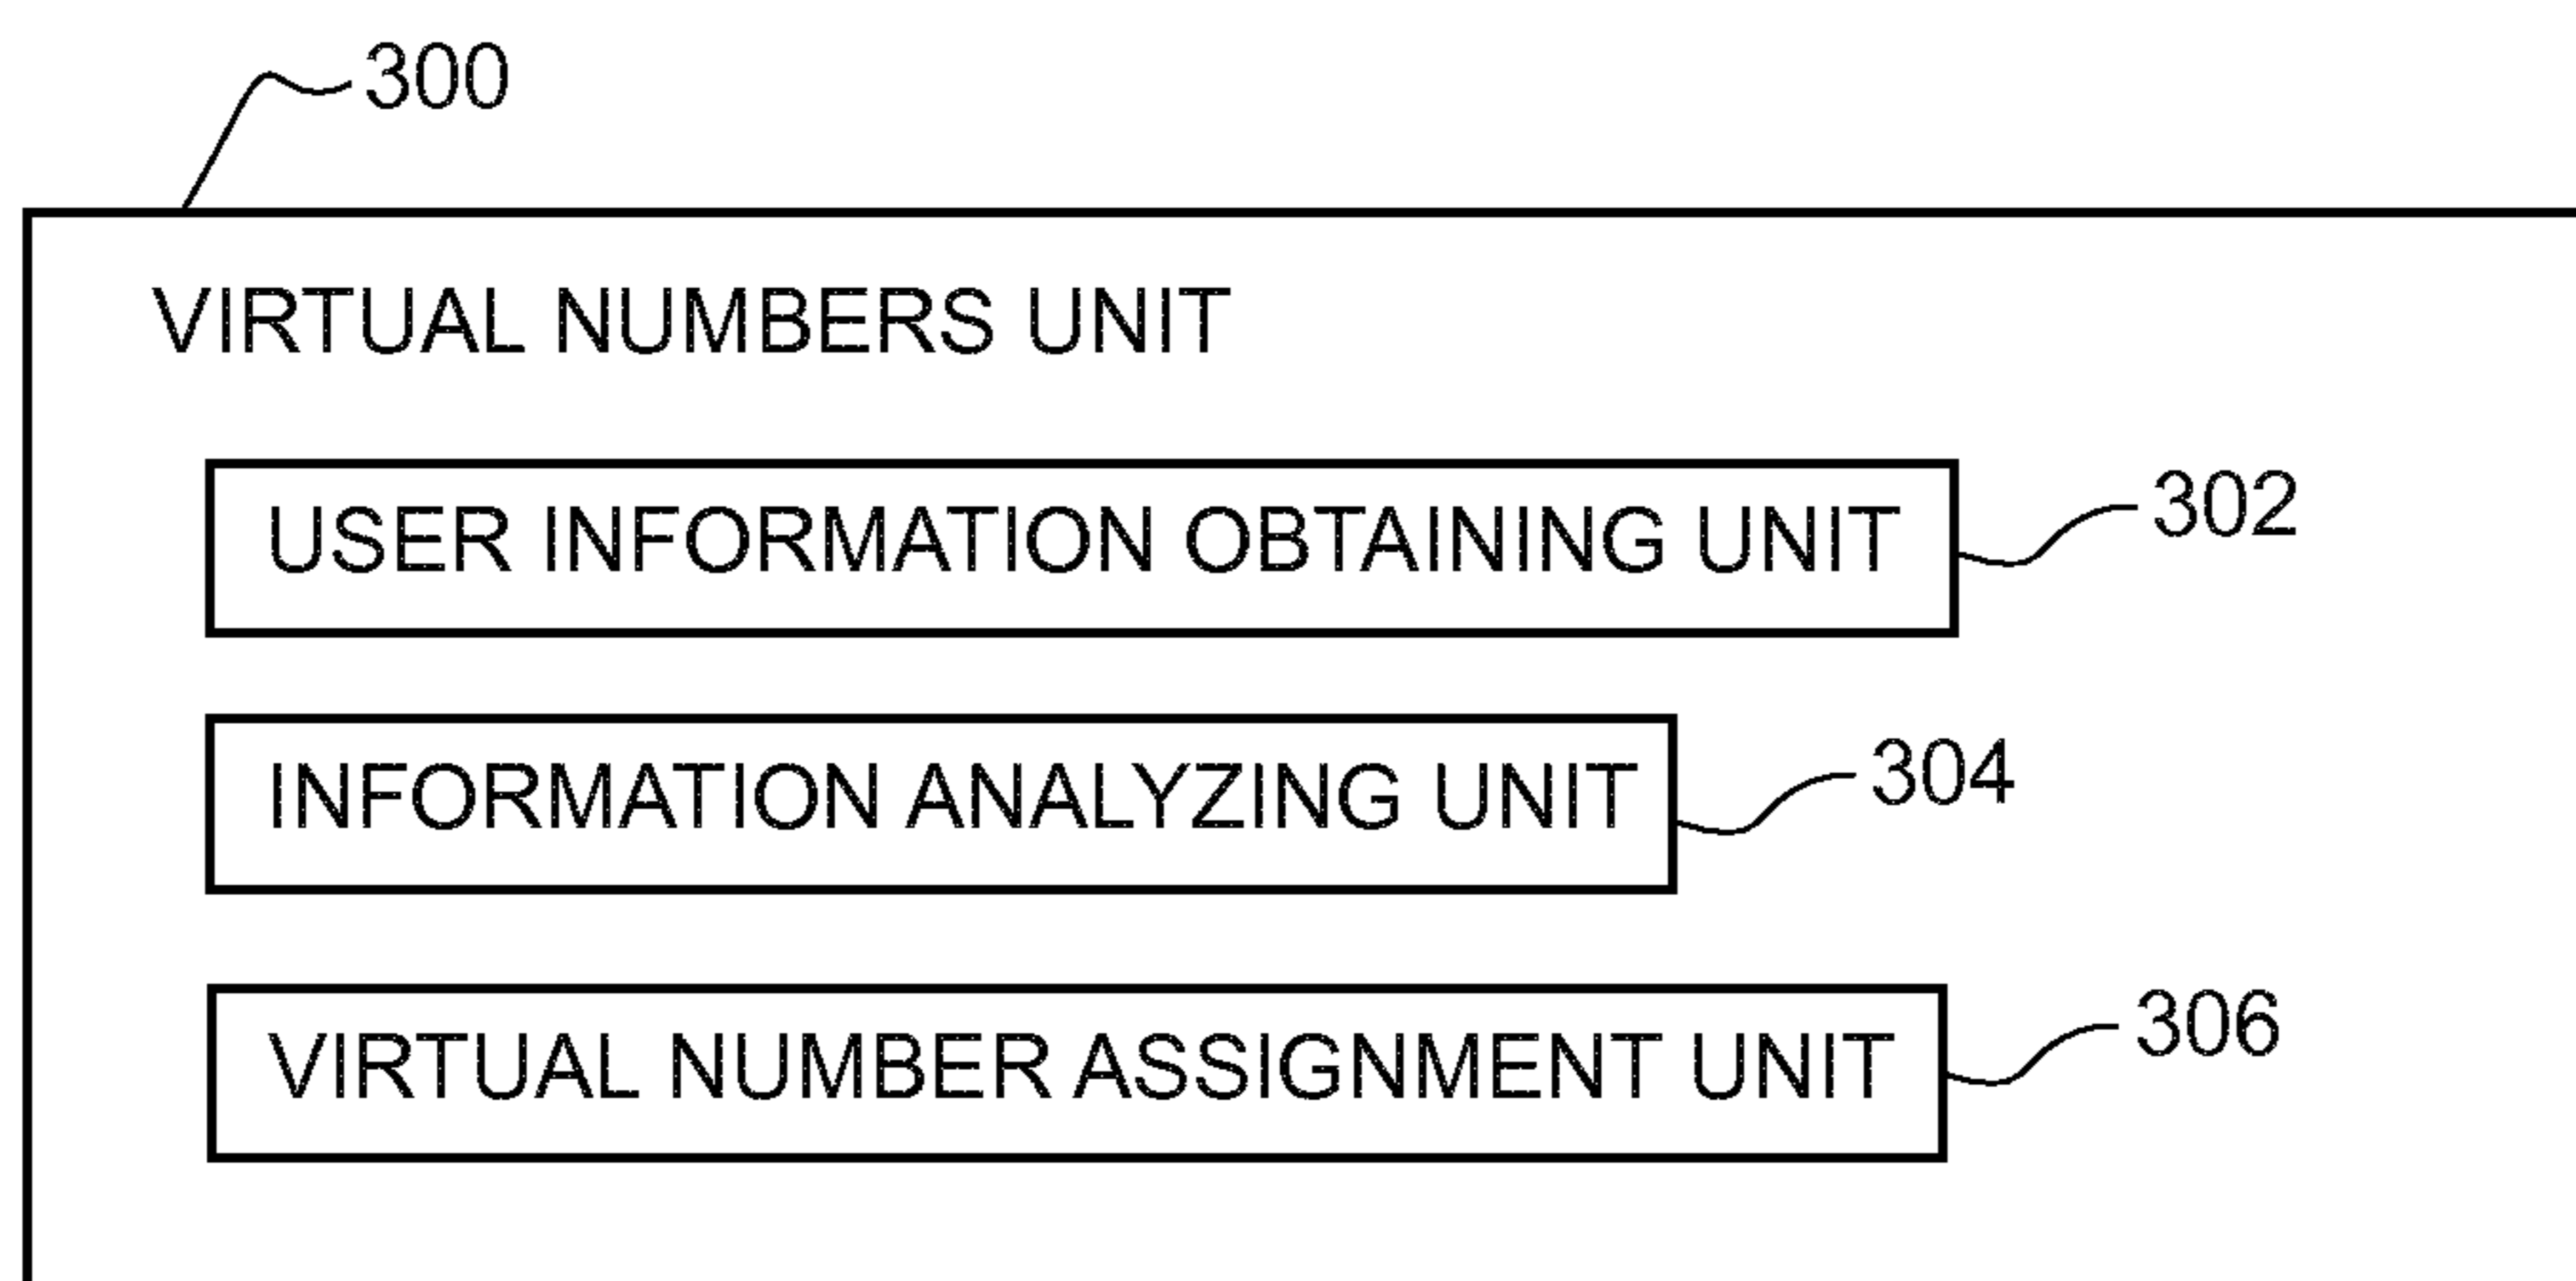 300
VIRTUAL NUMBERS UNIT
USER INFORMATION OBTAINING UNIT
302
INFORMATION ANALYZING UNIT
304
VIRTUAL NUMBER ASSIGNMENT UNIT
306